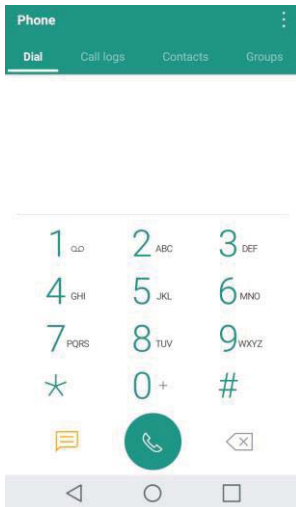 Phone
Dial Call logs Contacts Groups
1 2 ABC 3 DEF
4 GHI 5 JKL 6 MNO
7 PQRS 8 TUV 9 WXYZ
* 0 + #